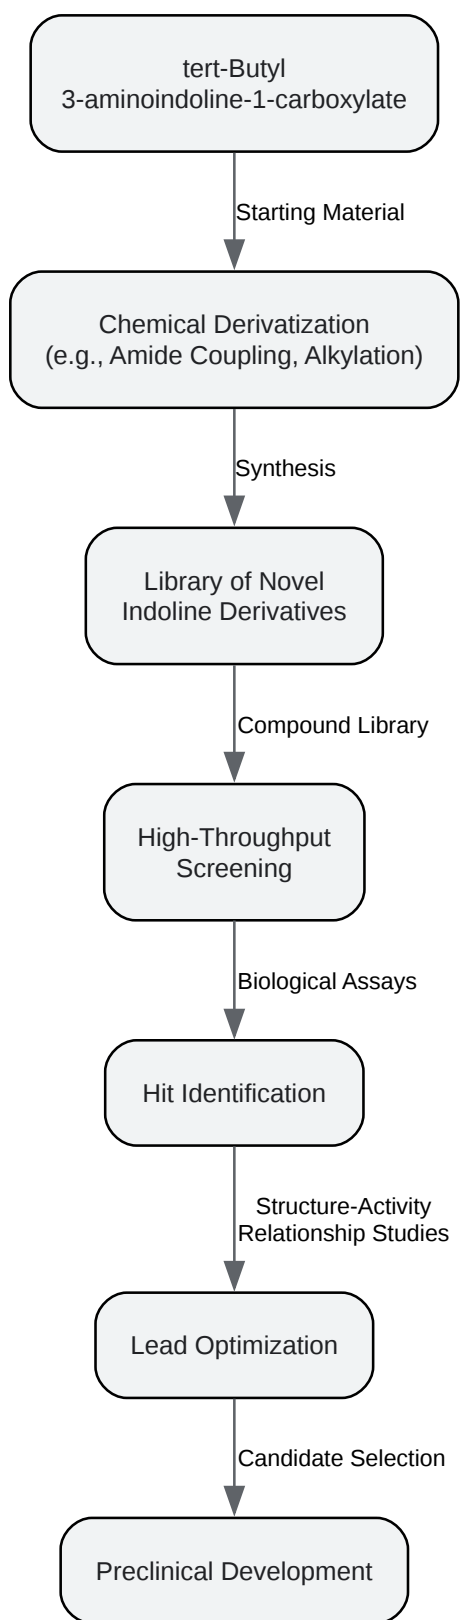 tert-Butyl
3-aminoindoline-1-carboxylate
Starting Material
Chemical Derivatization
(e.g., Amide Coupling, Alkylation)
Synthesis
Library of Novel
Indoline Derivatives
Compound Library
High-Throughput
Screening
Biological Assays
Hit Identification
Structure-Activity
Relationship Studies
Lead Optimization
Candidate Selection
Preclinical Development